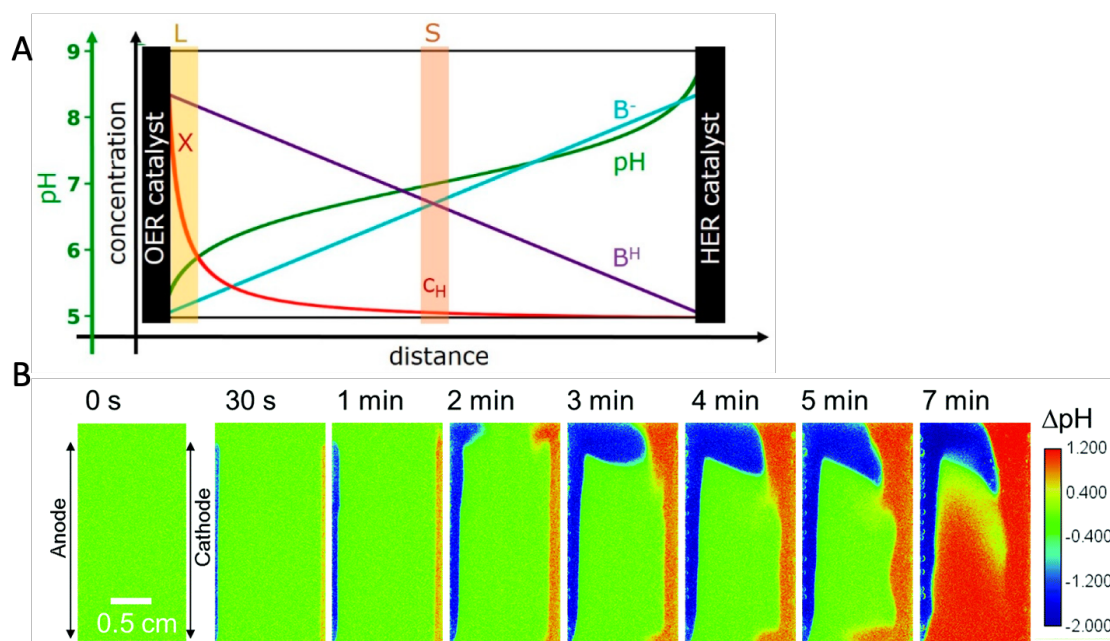 A
L
S
9
8
7
6
5
pH
concentration
OER catalyst
X
B⁻
pH
Bᴴ
c_H
HER catalyst
distance
B
0 s
30 s
1 min
2 min
3 min
4 min
5 min
7 min
ΔpH
Anode
Cathode
0.5 cm
1.200
0.400
-0.400
-1.200
-2.000